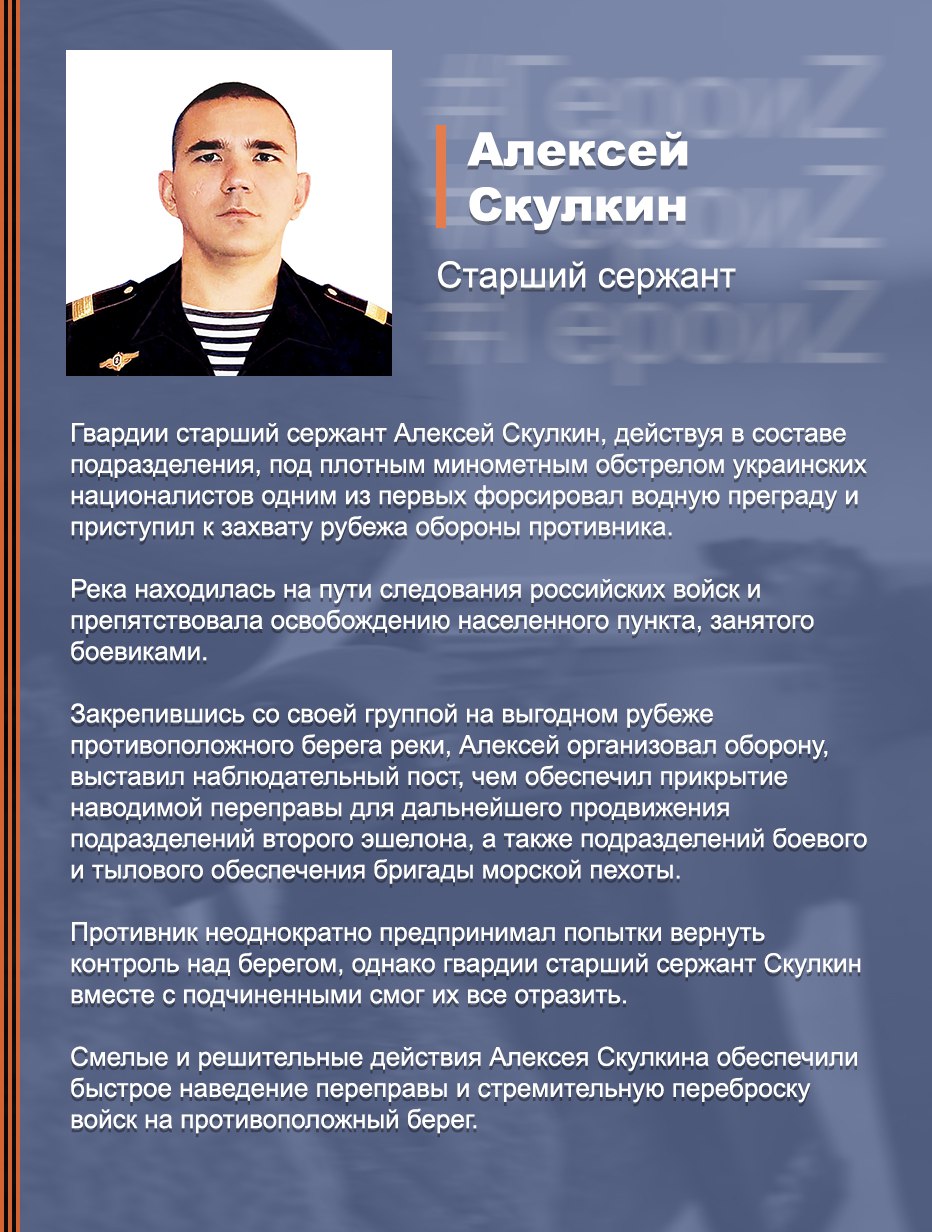 #ГероиZ
Алексей
#ГероиZ
Скулкин
Старший сержант
#ГероиZ
Гвардии старший сержант Алексей Скулкин, действуя в составе
подразделения, под плотным минометным обстрелом украинских
националистов одним из первых форсировал водную преграду и
приступил к захвату рубежа обороны противника.
Река находилась на пути следования российских войск и
препятствовала освобождению населенного пункта, занятого
боевиками.
Закрепившись со своей группой на выгодном рубеже
противоположного берега реки, Алексей организовал оборону,
выставил наблюдательный пост, чем обеспечил прикрытие
наводимой переправы для дальнейшего продвижения
подразделений второго эшелона, а также подразделений боевого
и тылового обеспечения бригады морской пехоты.
Противник неоднократно предпринимал попытки вернуть
контроль над берегом, однако гвардии старший сержант Скулкин
вместе с подчиненными смог их все отразить.
Смелые и решительные действия Алексея Скулкина обеспечили
быстрое наведение переправы и стремительную переброску
войск на противоположный берег.